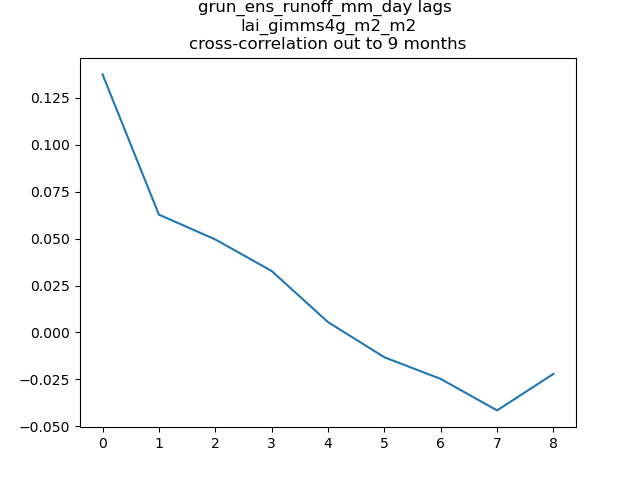 grun_ens_runoff_mm_day lags
lai_gimms4g_m2_m2
cross-correlation out to 9 months
0.125
0.100
0.075
0.050
0.025
0.000
−0.025
−0.050
0 1 2 3 4 5 6 7 8